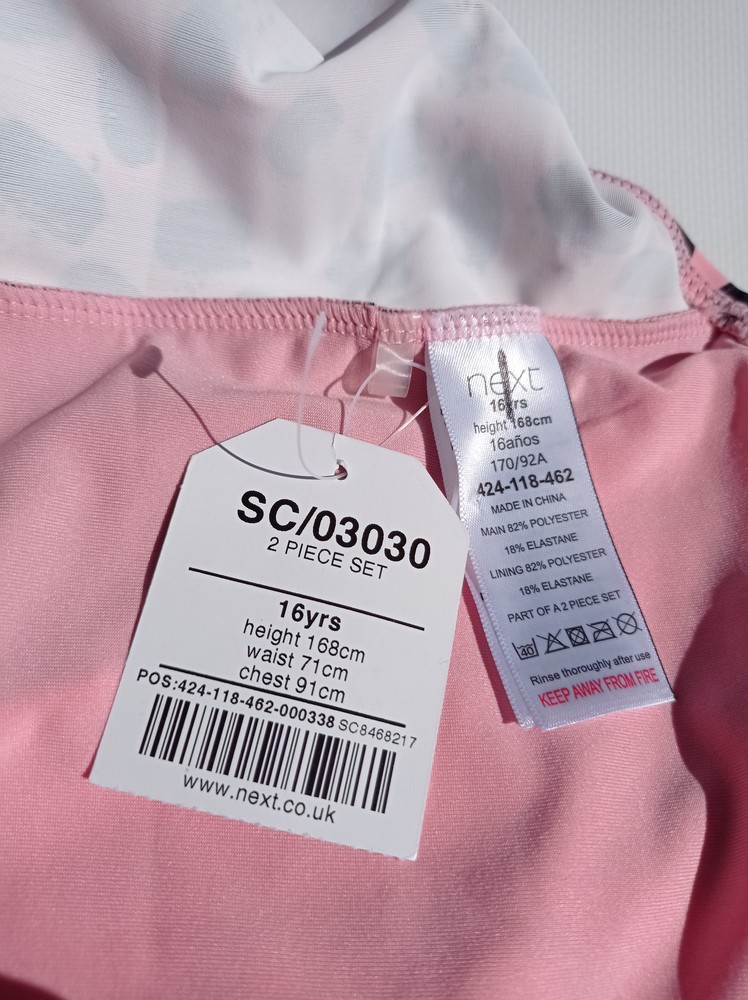 SC/03030
2 PIECE SET
16yrs
height 168cm
waist 71cm
chest 91cm
POS:424-118-462-000338 SC8468217
www.next.co.uk
next
16yrs
height 168cm
16años
170/92A
424-118-462
MADE IN CHINA
MAIN 82% POLYESTER
18% ELASTANE
LINING 82% POLYESTER
18% ELASTANE
PART OF A 2 PIECE SET
40
Rinse thoroughly after use
KEEP AWAY FROM FIRE